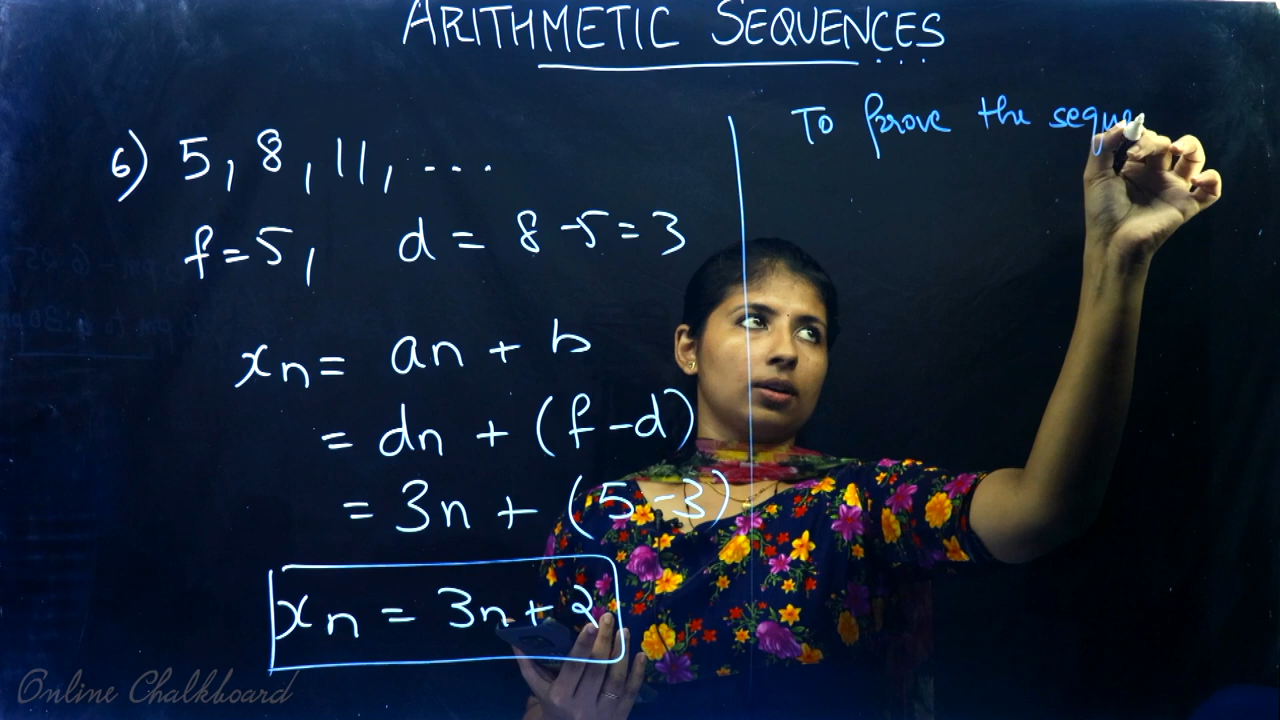 ARITHMETIC SEQUENCES
6) 5, 8, 11, ...
f = 5, d = 8 - 5 = 3
xn = an + b
= dn + (f - d)
= 3n + (5 - 3)
xn = 3n + 2
To Prove the seque
Online Chalkboard